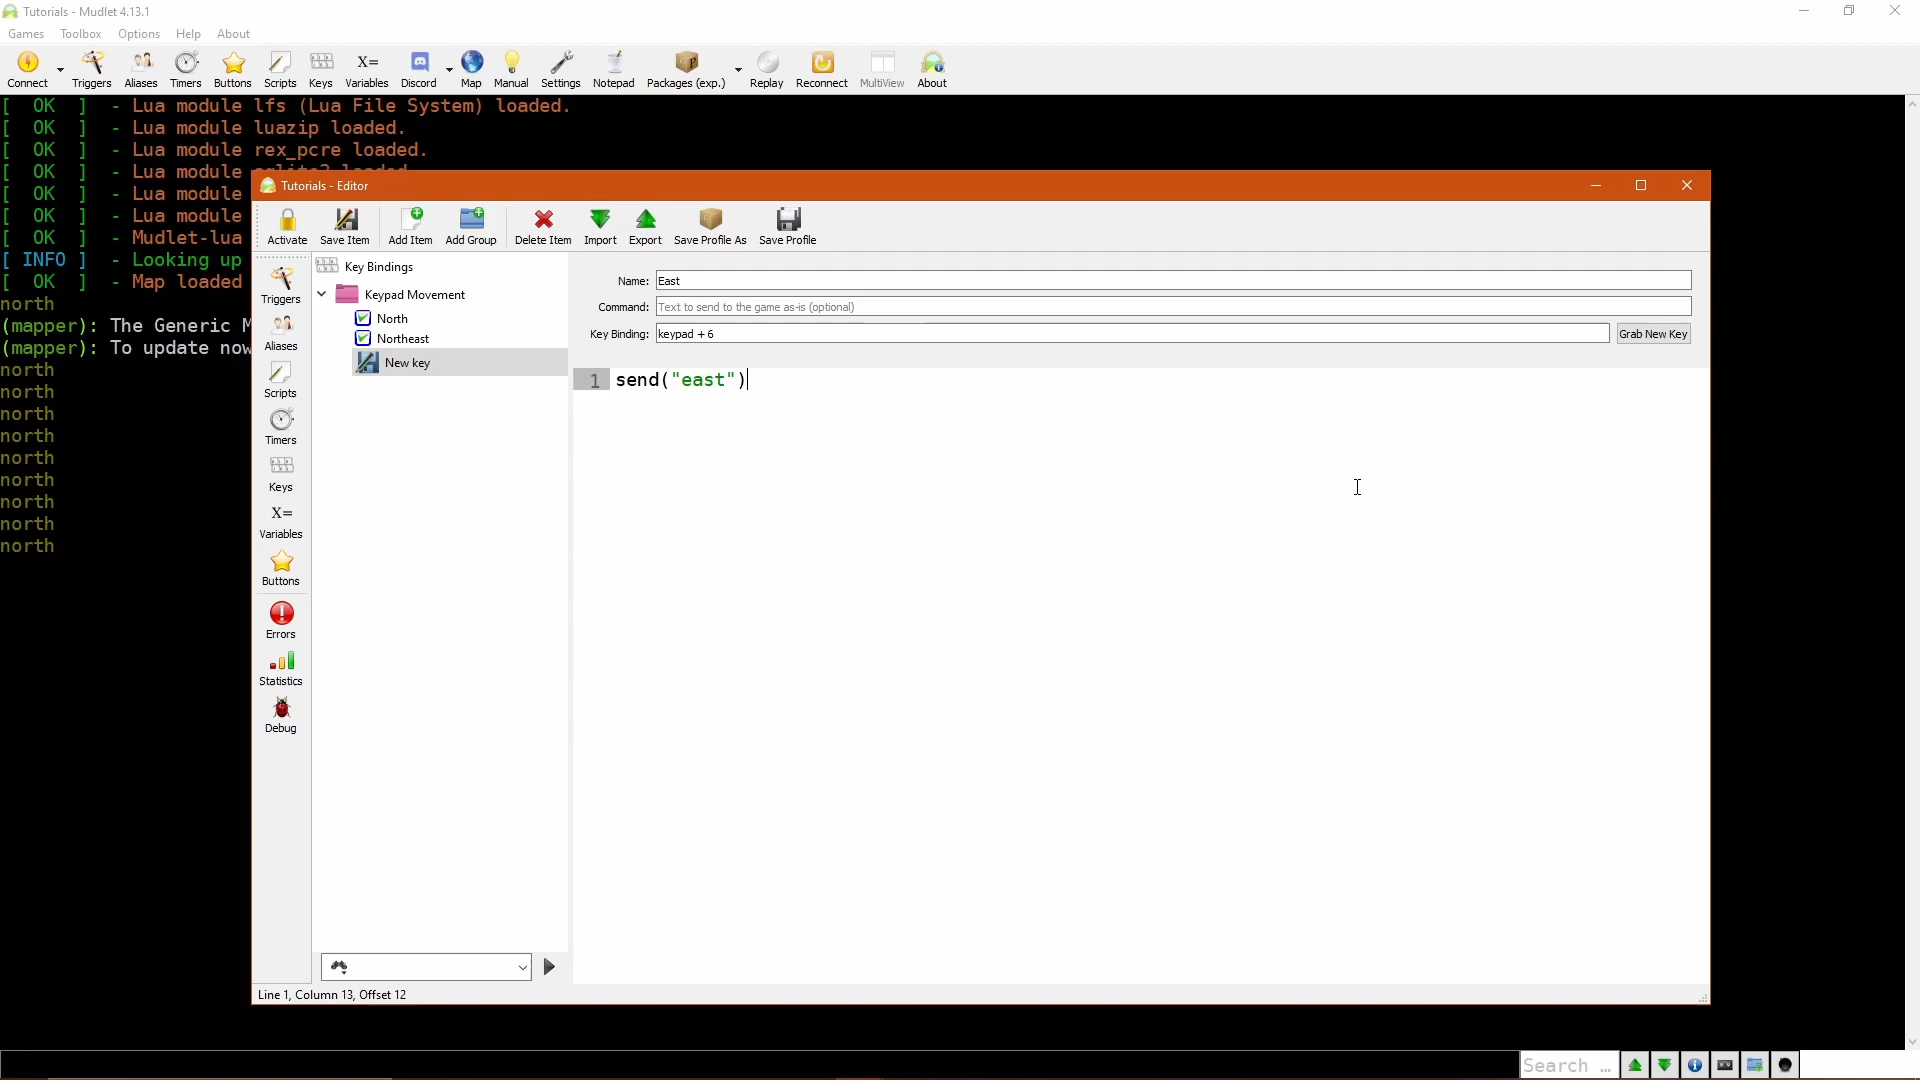 Tutorials - Mudlet 4.13.1
Games Toolbox Options Help About
Connect Triggers Aliases Timers Buttons Scripts Keys Variables Discord Map Manual Settings Notepad Packages (exp.) Replay Reconnect MultiView About
[ OK ] - Lua module lfs (Lua File System) loaded.
[ OK ] - Lua module luazip loaded.
[ OK ] - Lua module rex_pcre loaded.
[ OK ] - Lua module
[ OK ] - Lua module
[ OK ] - Lua module
[ OK ] - Mudlet-lua
[ INFO ] - Looking up
[ OK ] - Map loaded
north
(mapper): The Generic M
(mapper): To update now
north
north
north
north
north
north
north
north
north
Tutorials - Editor
Activate Save Item Add Item Add Group Delete Item Import Export Save Profile As Save Profile
Triggers
Aliases
Scripts
Timers
Keys
X=
Variables
Buttons
Errors
Statistics
Debug
Key Bindings
Keypad Movement
North
Northeast
New key
Name: East
Command: Text to send to the game as-is (optional)
Key Binding: keypad + 6 Grab New Key
1 send("east")
Line 1, Column 13, Offset 12
Search ...